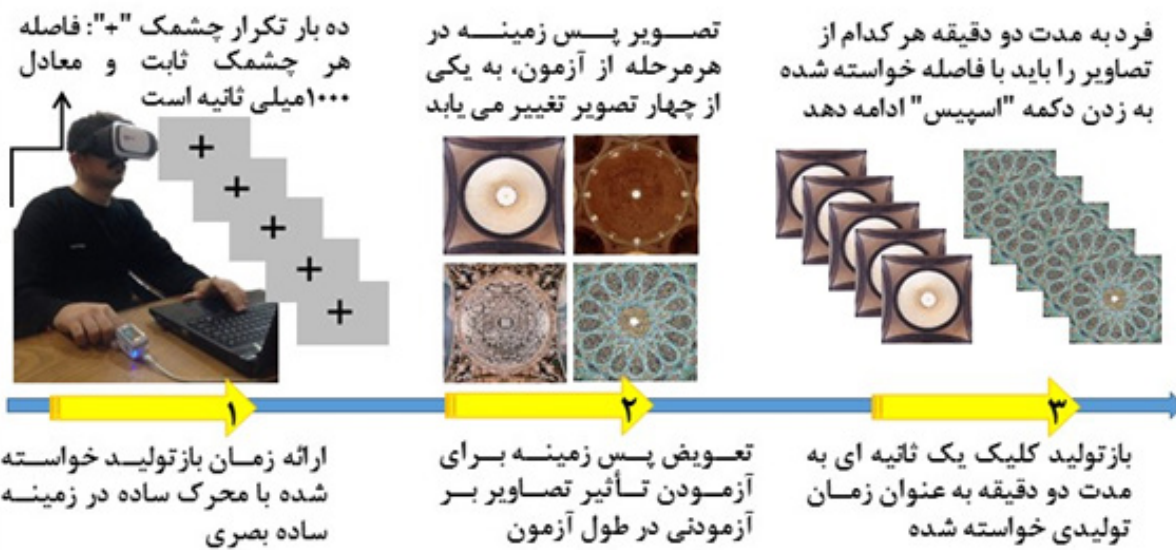 ده بار تکرار چشمک "+": فاصله
هر چشمک ثابت و معادل
۱۰۰۰میلی ثانیه است
تصویر پس زمینه در
هرمرحله از آزمون، به یکی
از چهار تصویر تغییر می یابد
فرد به مدت دو دقیقه هر کدام از
تصاویر را باید با فاصله خواسته شده
به زدن دکمه "اسپیس" ادامه دهد
۱
۲
۳
ارائه زمان بازتولید خواسته
شده با محرک ساده در زمینه
ساده بصری
تعویض پس زمینه برای
آزمودن تأثیر تصاویر بر
آزمودنی در طول آزمون
بازتولید کلیک یک ثانیه ای به
مدت دو دقیقه به عنوان زمان
تولیدی خواسته شده